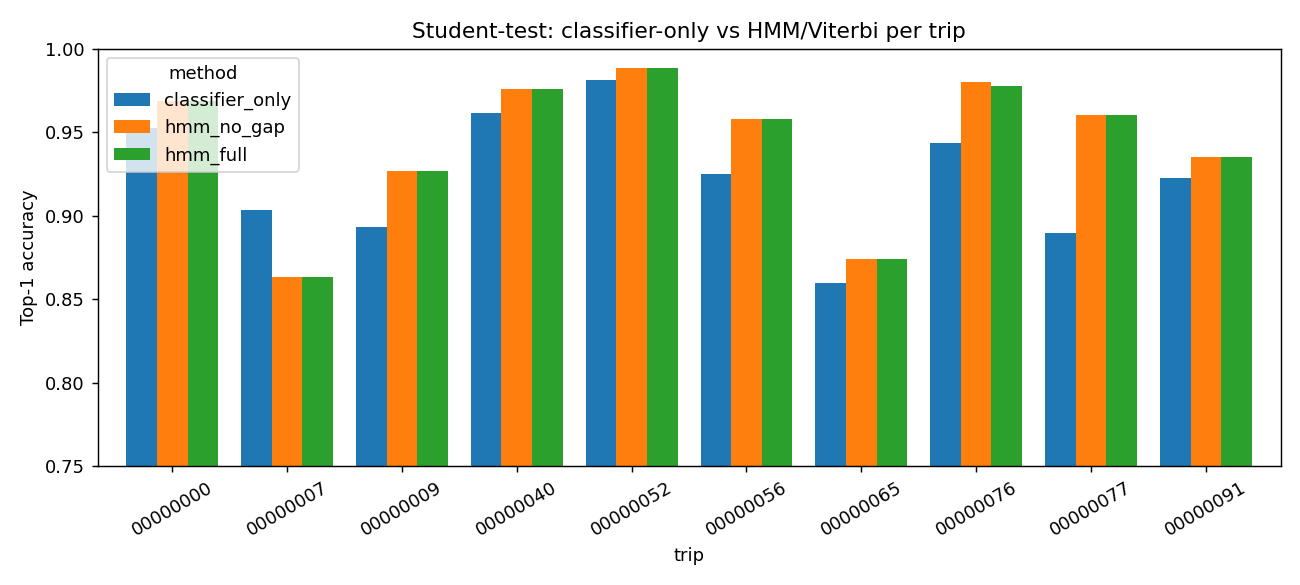 Student-test: classifier-only vs HMM/Viterbi per trip
1.00
0.95
0.90
0.85
0.80
0.75
Top-1 accuracy
method
classifier_only
hmm_no_gap
hmm_full
00000000
00000007
00000009
00000040
00000052
00000056
00000065
00000076
00000077
00000091
trip